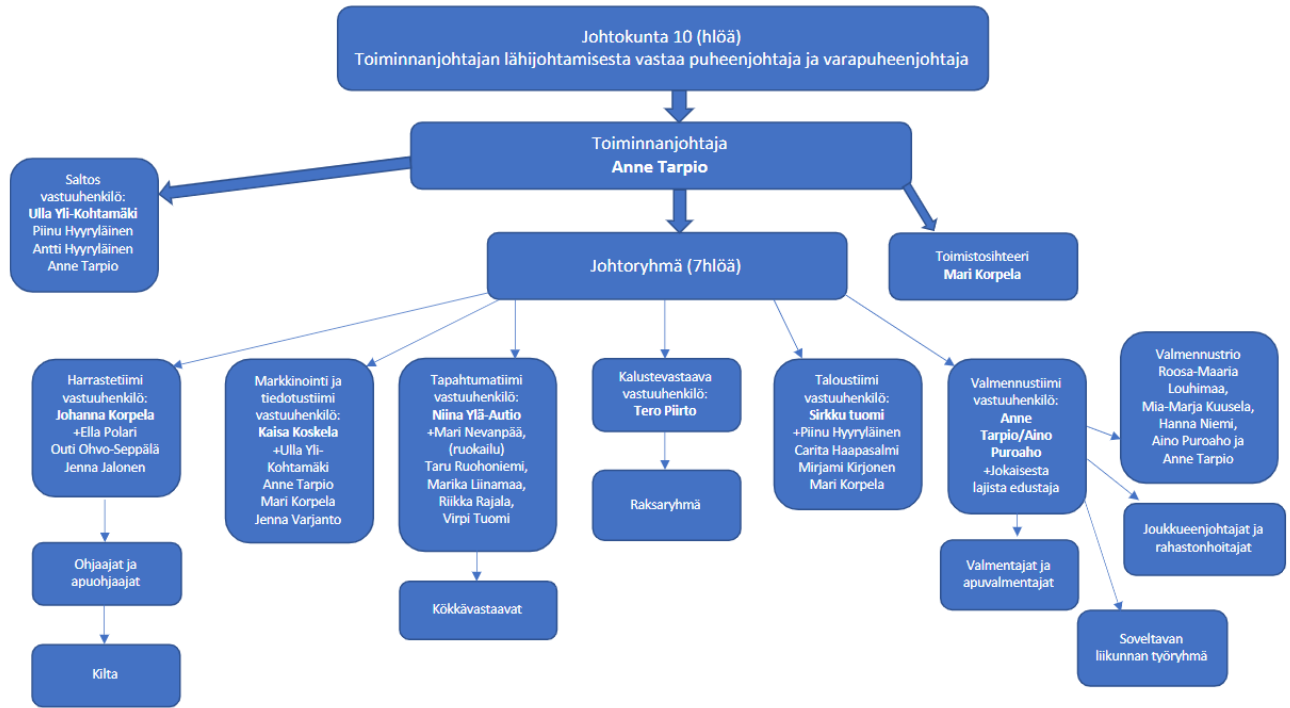 Johtokunta 10 (hlöä)
Toiminnanjohtajan lähijohtamisesta vastaa puheenjohtaja ja varapuheenjohtaja
Toiminnanjohtaja
Anne Tarpio
Saltos
vastuuhenkilö:
Ulla Yli-Kohtamäki
Piinu Hyyryläinen
Antti Hyyryläinen
Anne Tarpio
Johtoryhmä (7hlöä)
Toimistosihteeri
Mari Korpela
Harrastetiimi
vastuuhenkilö:
Johanna Korpela
+Ella Polari
Outi Ohvo-Seppälä
Jenna Jalonen
Markkinointi ja
tiedotustiimi
vastuuhenkilö:
Kaisa Koskela
+Ulla Yli-
Kohtamäki
Anne Tarpio
Mari Korpela
Jenna Varjanto
Tapahtumatiimi
vastuuhenkilö:
Niina Ylä-Autio
+Mari Nevanpää,
(ruokailu)
Taru Ruohoniemi,
Marika Liinamaa,
Riikka Rajala,
Virpi Tuomi
Kalustevastaava
vastuuhenkilö:
Tero Piirto
Taloustiimi
vastuuhenkilö:
Sirkku tuomi
+Piinu Hyyryläinen
Carita Haapasalmi
Mirjami Kirjonen
Mari Korpela
Valmennustiimi
vastuuhenkilö:
Anne
Tarpio/Aino
Puroaho
+Jokaisesta
lajista edustaja
Valmennustrio
Roosa-Maaria
Louhimaa,
Mia-Marja Kuusela,
Hanna Niemi,
Aino Puroaho ja
Anne Tarpio
Raksaryhmä
Joukkueenjohtajat ja
rahastonhoitajat
Ohjaajat ja
apuohjaajat
Kökkävastaavat
Valmentajat ja
apuvalmentajat
Soveltavan
liikunnan työryhmä
Kilta